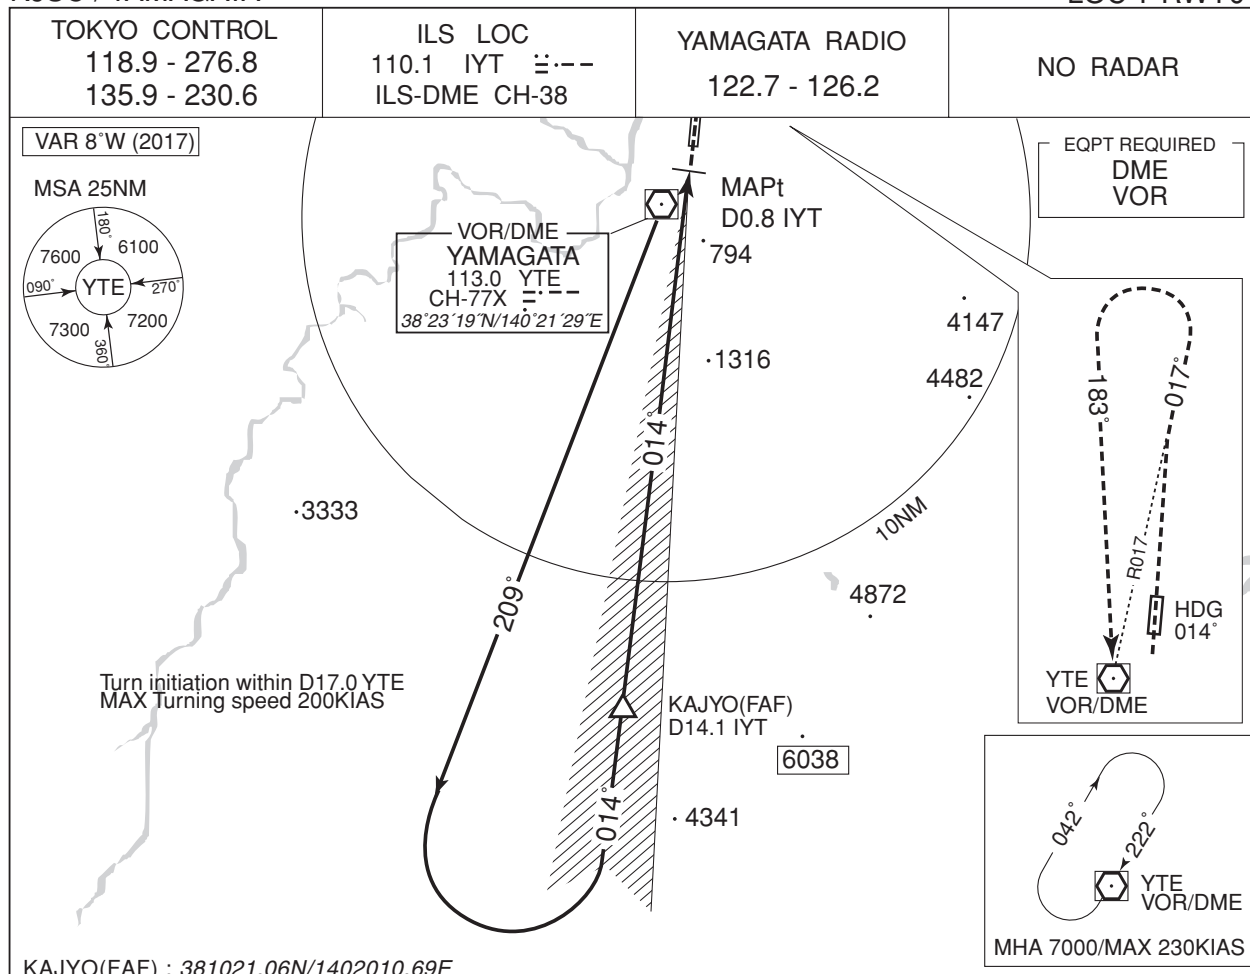 TOKYO CONTROL
118.9 - 276.8
135.9 - 230.6
ILS LOC
110.1 IYT
ILS-DME CH-38
YAMAGATA RADIO
122.7 - 126.2
NO RADAR
VAR 8°W (2017)
MSA 25NM
180°
7600
6100
090°
YTE
270°
7300
7200
360°
EQPT REQUIRED
DME
VOR
MAPt
D0.8 IYT
VOR/DME
YAMAGATA
113.0 YTE
CH-77X
38°23´19˝N/140°21´29˝E
794
4147
1316
4482
014°
183°
017°
3333
10NM
R017
209°
4872
HDG
014°
YTE
VOR/DME
Turn initiation within D17.0 YTE
MAX Turning speed 200KIAS
KAJYO(FAF)
D14.1 IYT
6038
4341
014°
042°
222°
YTE
VOR/DME
MHA 7000/MAX 230KIAS
KAJYO(FAF) : 381021.06N/1402010.69E